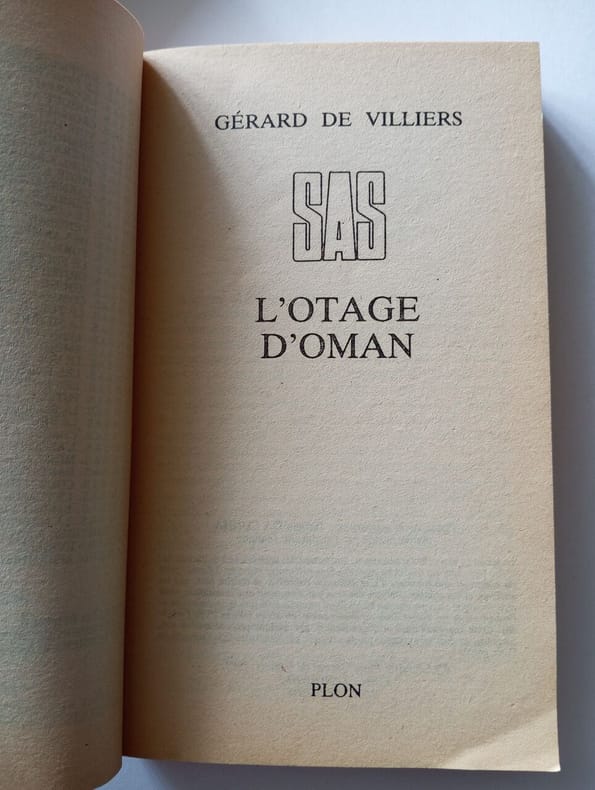 GÉRARD DE VILLIERS
SAS
L'OTAGE
D'OMAN
PLON